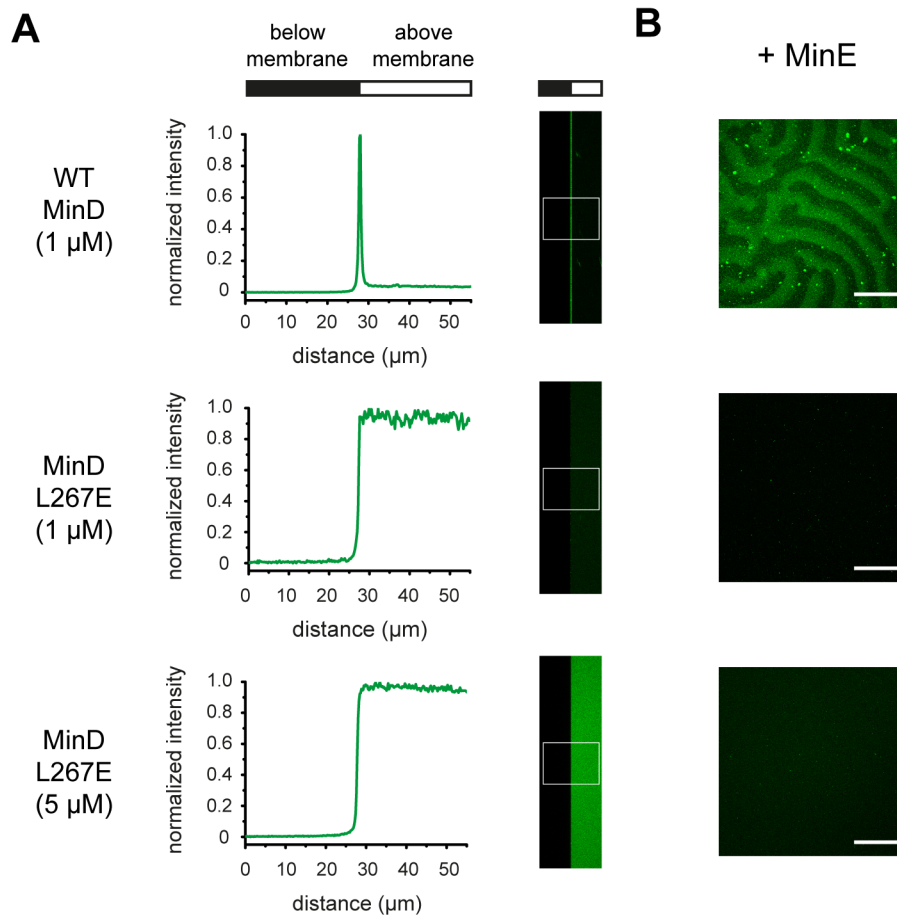 A
below
membrane
above
membrane
B
+ MinE
WT
MinD
(1 µM)
normalized intensity
1.0
0.8
0.6
0.4
0.2
0
0 10 20 30 40 50
distance (µm)
MinD
L267E
(1 µM)
normalized intensity
1.0
0.8
0.6
0.4
0.2
0
0 10 20 30 40 50
distance (µm)
MinD
L267E
(5 µM)
normalized intensity
1.0
0.8
0.6
0.4
0.2
0
0 10 20 30 40 50
distance (µm)